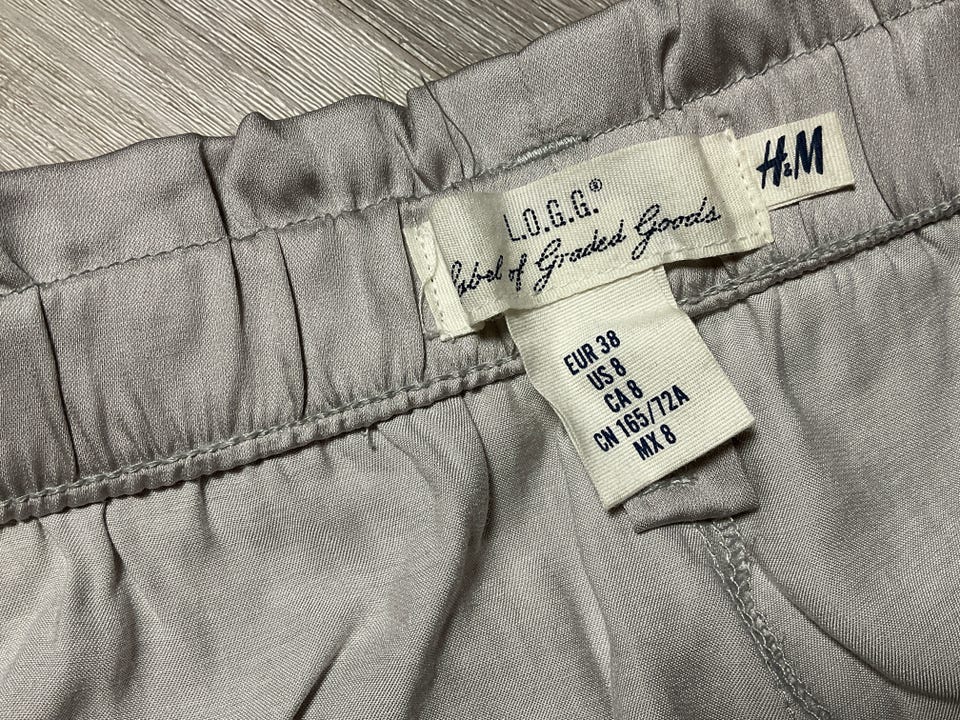 L.O.G.G.®
Label of Graded Goods
H&M
EUR 38
US 8
CA 8
CN 165/72A
MX 8